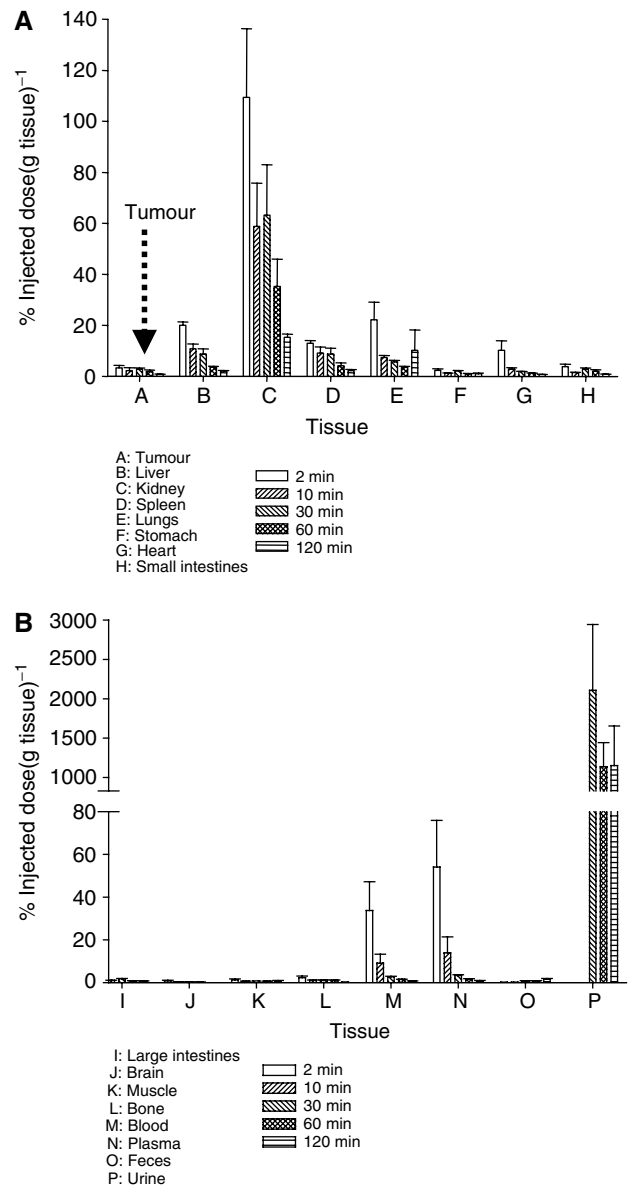 A
% Injected dose(g tissue)⁻¹
140
120
100
80
60
40
20
0
Tumour
A B C D E F G H
Tissue
A: Tumour
B: Liver
C: Kidney
D: Spleen
E: Lungs
F: Stomach
G: Heart
H: Small intestines
2 min
10 min
30 min
60 min
120 min
B
% Injected dose(g tissue)⁻¹
3000
2500
2000
1500
1000
80
60
40
20
0
I J K L M N O P
Tissue
I: Large intestines
J: Brain
K: Muscle
L: Bone
M: Blood
N: Plasma
O: Feces
P: Urine
2 min
10 min
30 min
60 min
120 min